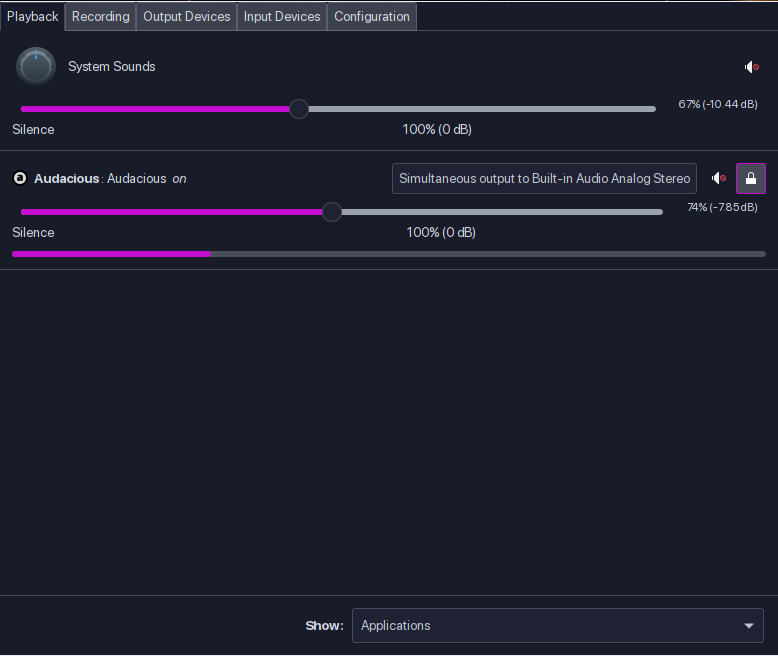 Playback Recording Output Devices Input Devices Configuration
System Sounds
67% (-10.44 dB)
Silence 100% (0 dB)
a Audacious : Audacious on Simultaneous output to Built-in Audio Analog Stereo
74% (-7.85 dB)
Silence 100% (0 dB)
Show: Applications